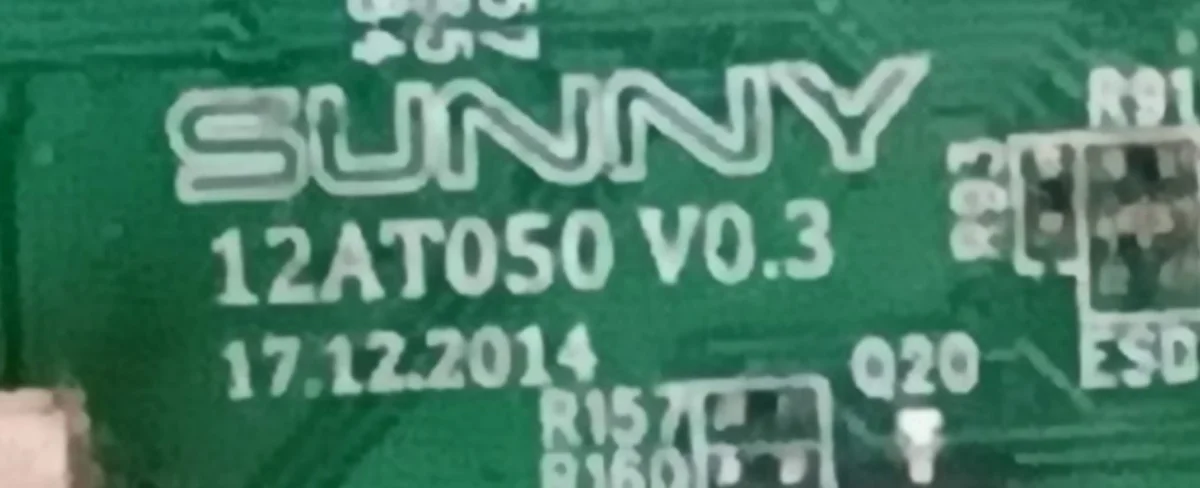 SUNNY
12AT050 V0.3
17.12.2014
R91
R93
ESD
Q20
R157
R160